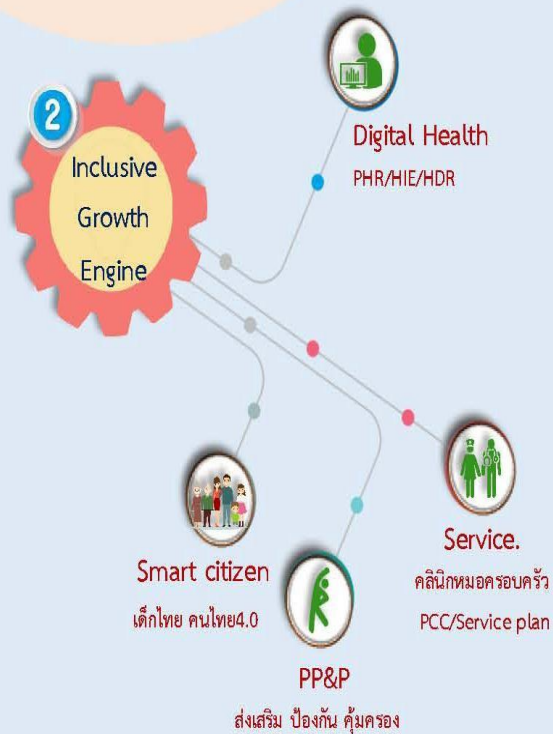 2
Inclusive
Growth
Engine
Digital Health
PHR/HIE/HDR
Service.
คลินิกหมอครอบครัว
PCC/Service plan
Smart citizen
เด็กไทย คนไทย4.0
PP&P
ส่งเสริม ป้องกัน คุ้มครอง